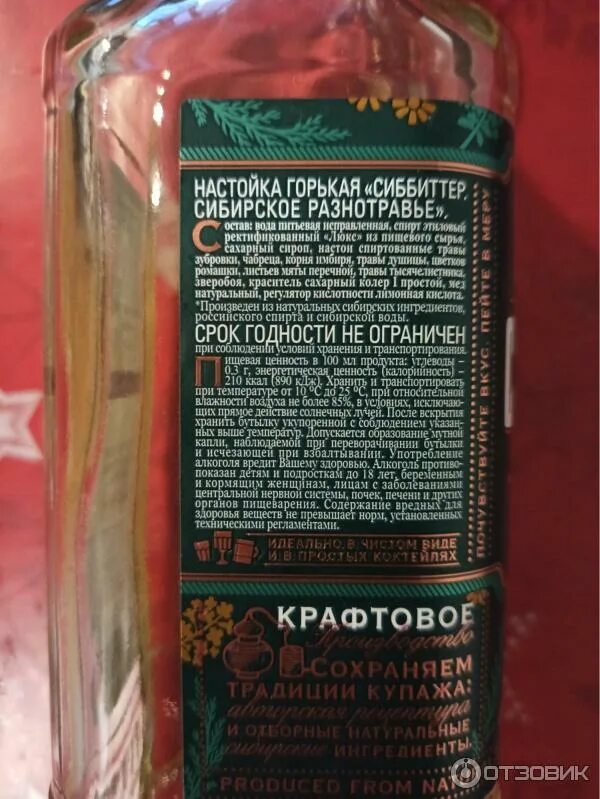 НАСТОЙКА ГОРЬКАЯ «СИББИТТЕР.
СИБИРСКОЕ РАЗНОТРАВЬЕ».
Состав: вода питьевая исправленная, спирт этиловый
ректификованный «Люкс» из пищевого сырья,
сахарный сироп, настои спиртованные травы
зубровки, чабреца, корня имбиря, травы душицы, цветков
ромашки, листьев мяты перечной, травы тысячелистника,
зверобоя, краситель сахарный колер I простой, мед
натуральный, регулятор кислотности лимонная кислота.
*Произведен из натуральных сибирских ингредиентов,
российского спирта и сибирской воды.
СРОК ГОДНОСТИ НЕ ОГРАНИЧЕН
при соблюдении условий хранения и транспортирования.
Пищевая ценность в 100 мл продукта: углеводы –
0,3 г, энергетическая ценность (калорийность) –
210 ккал (890 кДж). Хранить и транспортировать
при температуре от 10 °С до 25 °С, при относительной
влажности воздуха не более 85%, в условиях, исключаю-
щих прямое действие солнечных лучей. После вскрытия
хранить бутылку укупоренной с соблюдением указан-
ных выше температур. Допускается образование мутной
капли, наблюдаемой при переворачивании бутылки
и исчезающей при взбалтывании. Употребление
алкоголя вредит Вашему здоровью. Алкоголь противо-
показан детям и подросткам до 18 лет, беременным
и кормящим женщинам, лицам с заболеваниями
центральной нервной системы, почек, печени и других
органов пищеварения. Содержание вредных для
здоровья веществ не превышает норм, установленных
техническими регламентами.
ИДЕАЛЬНО В ЧИСТОМ ВИДЕ
И В ПРОСТЫХ КОКТЕЙЛЯХ
ПОЧУВСТВУЙТЕ ВКУС. ПЕЙТЕ В МЕРУ
КРАФТОВОЕ
Производство
СОХРАНЯЕМ
ТРАДИЦИИ КУПАЖА:
авторская рецептура
И ОТБОРНЫЕ НАТУРАЛЬНЫЕ
сибирские ИНГРЕДИЕНТЫ.
PRODUCED FROM
ОТЗОВИК